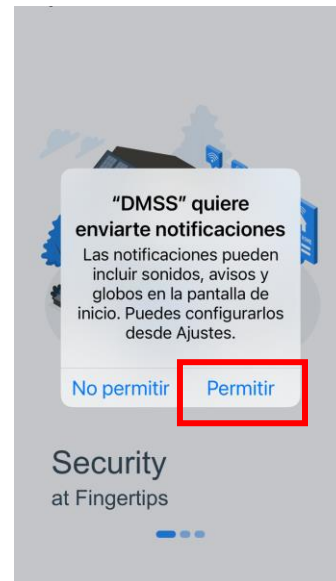 “DMSS” quiere
enviarte notificaciones
Las notificaciones pueden
incluir sonidos, avisos y
globos en la pantalla de
inicio. Puedes configurarlos
desde Ajustes.
No permitir Permitir
Security
at Fingertips